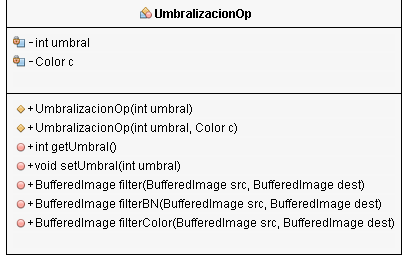 UmbralizacionOp
- int umbral
- Color c
+ UmbralizacionOp(int umbral)
+ UmbralizacionOp(int umbral, Color c)
+ int getUmbral()
+ void setUmbral(int umbral)
+ BufferedImage filter(BufferedImage src, BufferedImage dest)
+ BufferedImage filterBN(BufferedImage src, BufferedImage dest)
+ BufferedImage filterColor(BufferedImage src, BufferedImage dest)